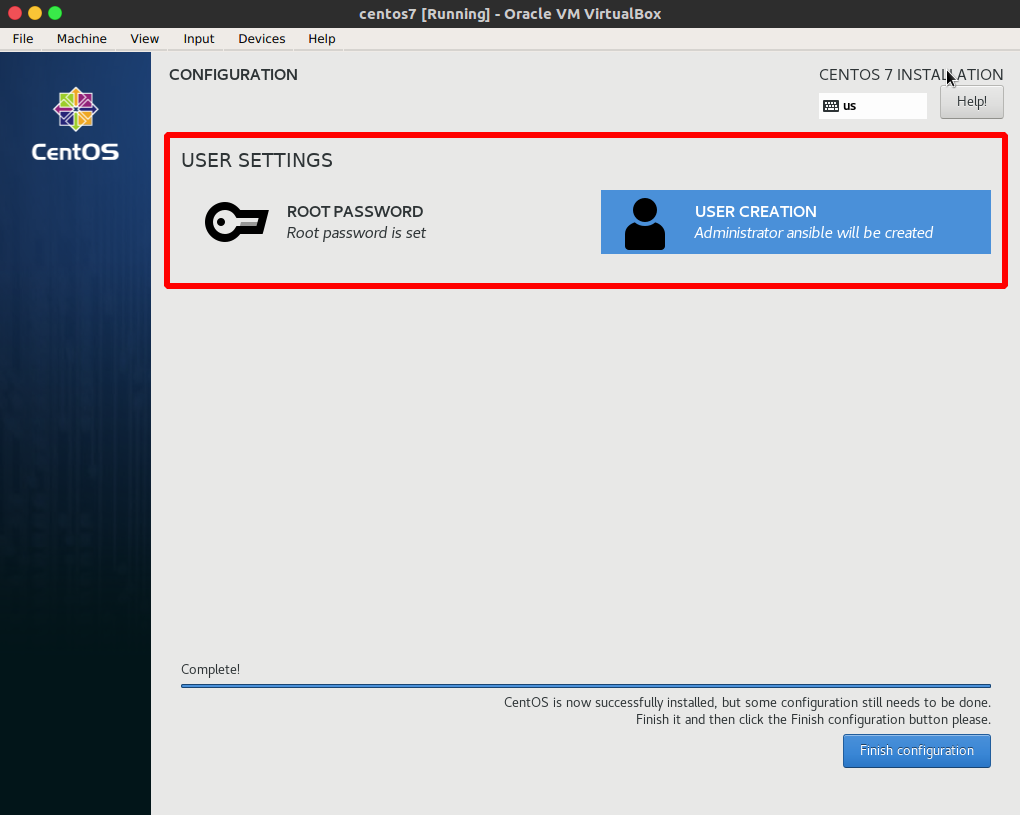 centos7 [Running] - Oracle VM VirtualBox
File Machine View Input Devices Help
CentOS
CONFIGURATION
CENTOS 7 INSTALLATION
us
Help!
USER SETTINGS
ROOT PASSWORD
Root password is set
USER CREATION
Administrator ansible will be created
Complete!
CentOS is now successfully installed, but some configuration still needs to be done.
Finish it and then click the Finish configuration button please.
Finish configuration